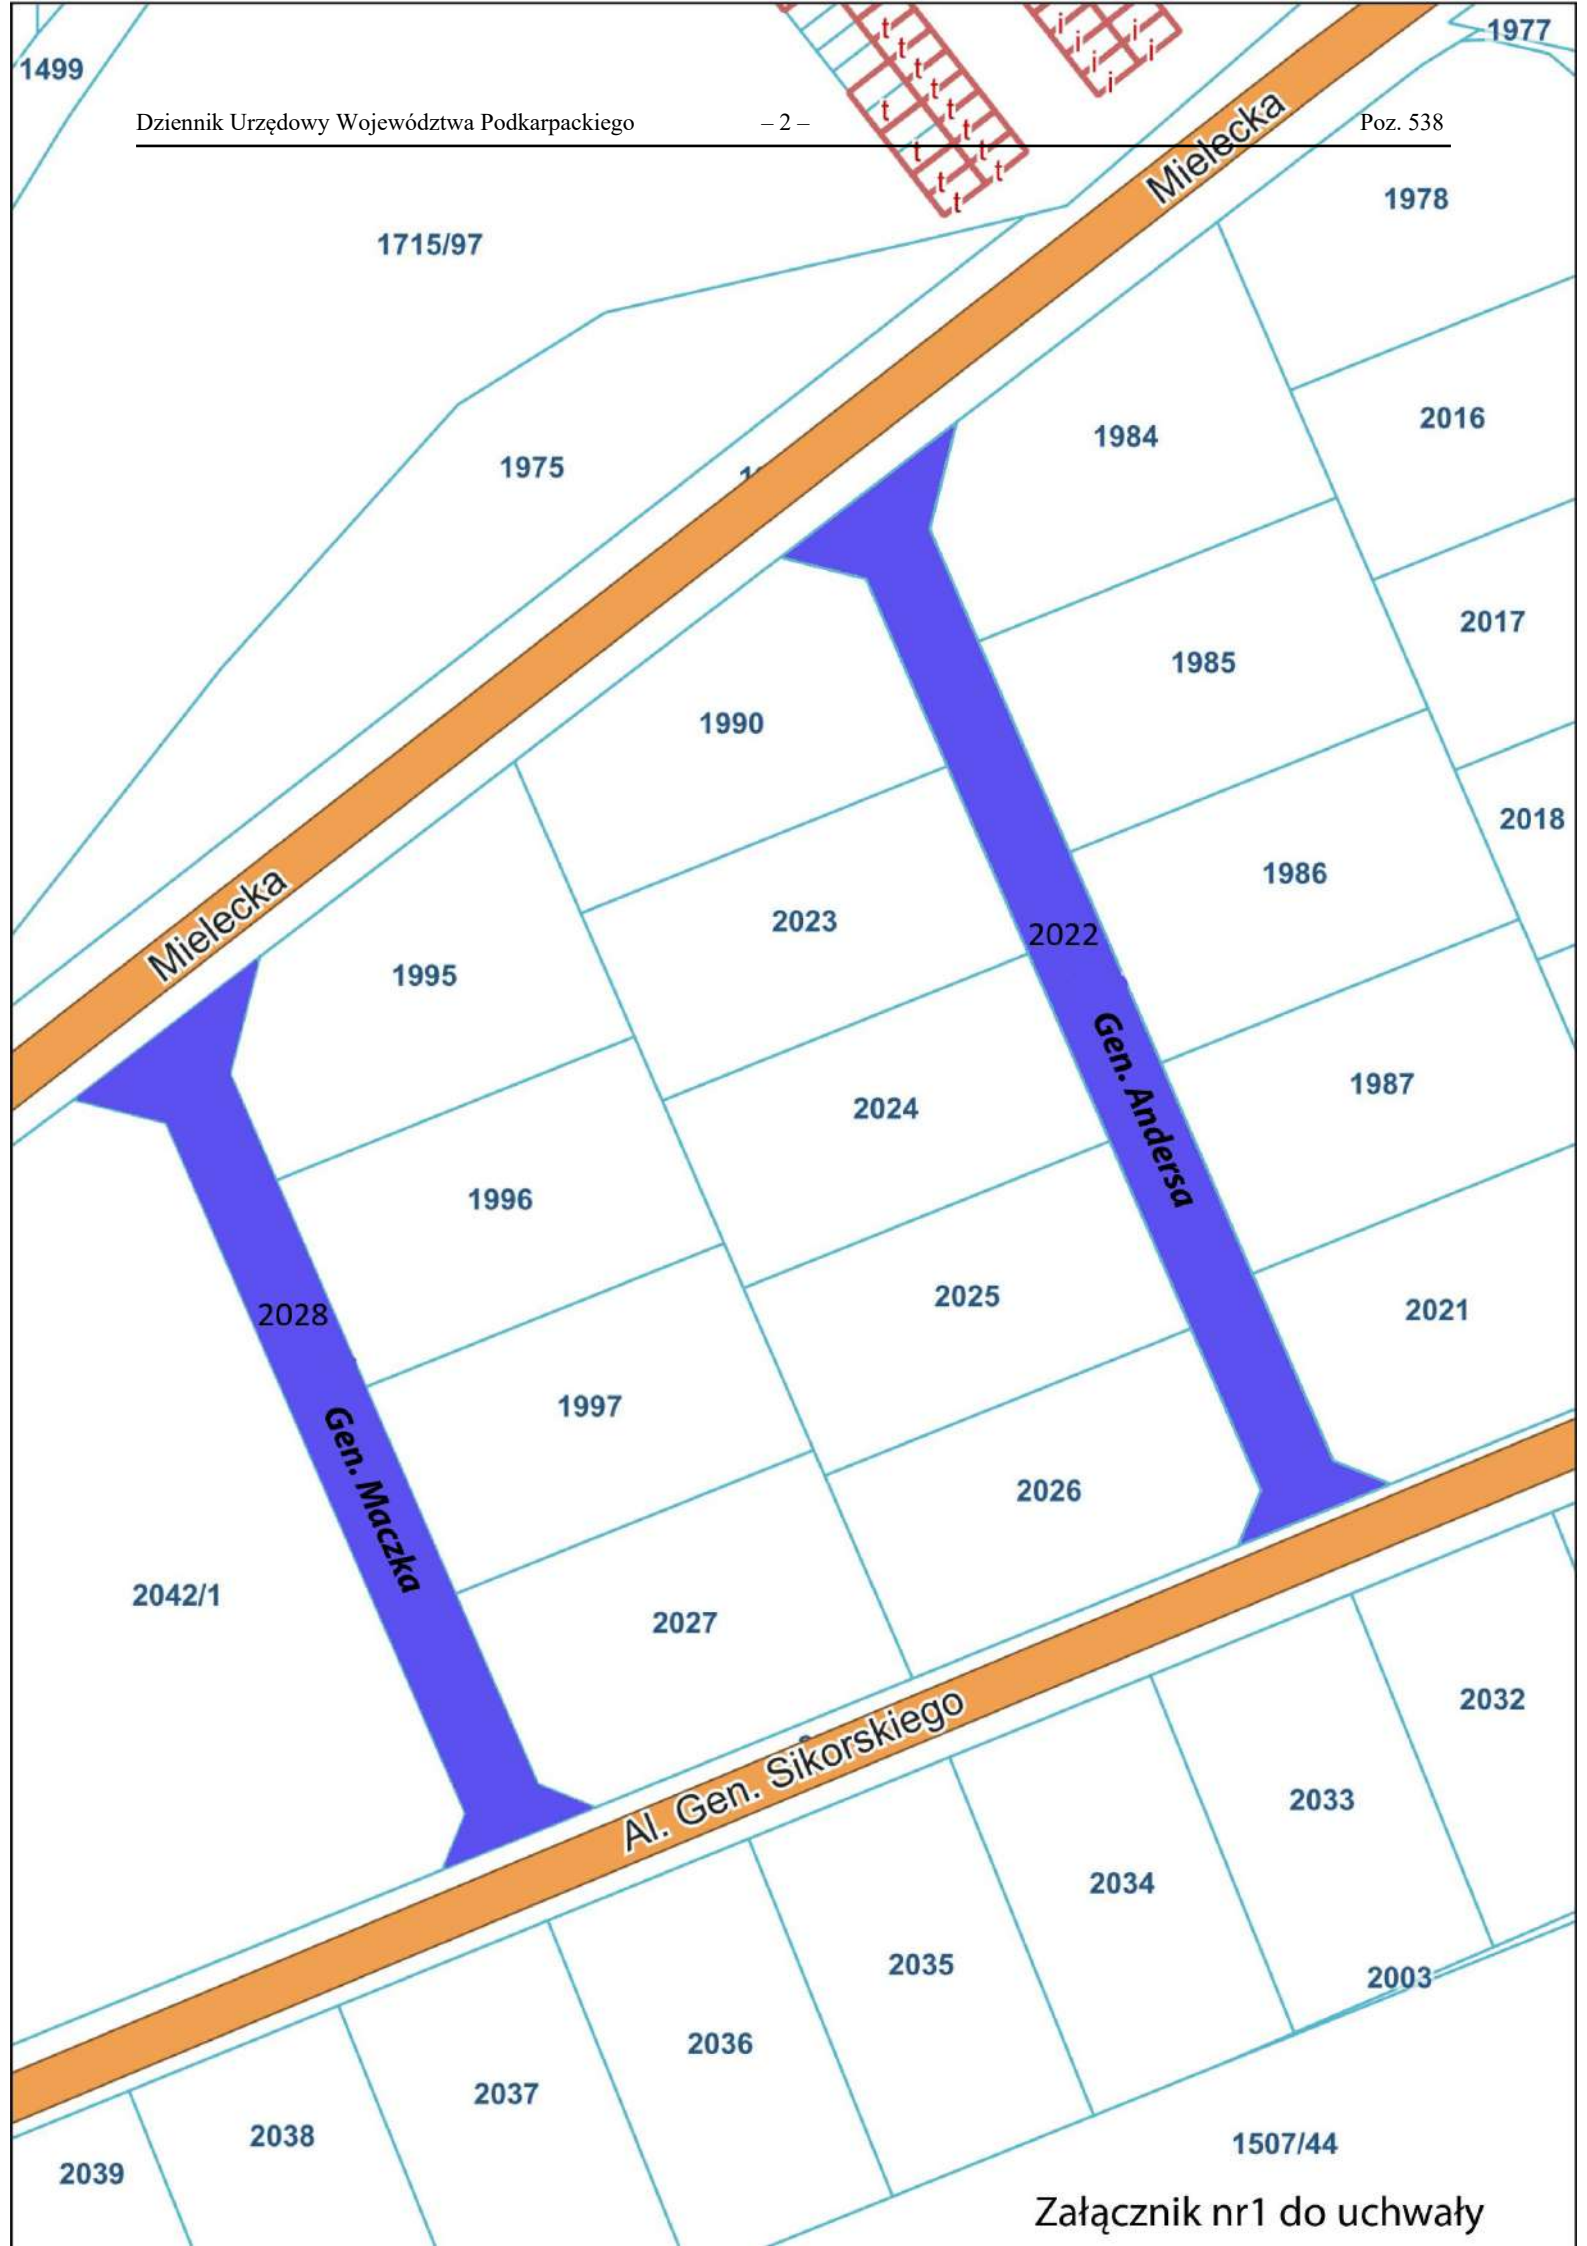 1977
1499
Dziennik Urzędowy Województwa Podkarpackiego – 2 – Poz. 538
t
t
t
t
t
t
t
t
t
t
t
t
t
i
i
i
i
i
i
Mielecka
1978
1715/97
2016
1984
1975
2017
1985
1990
2018
1986
2023
2022
Mielecka
1995
Gen. Andersa
1987
2024
1996
2025
2021
2028
1997
Gen. Maczka
2026
2042/1
2027
2032
Al. Gen. Sikorskiego
2033
2034
2035
2003
2036
2037
2038
1507/44
2039
Załącznik nr1 do uchwały